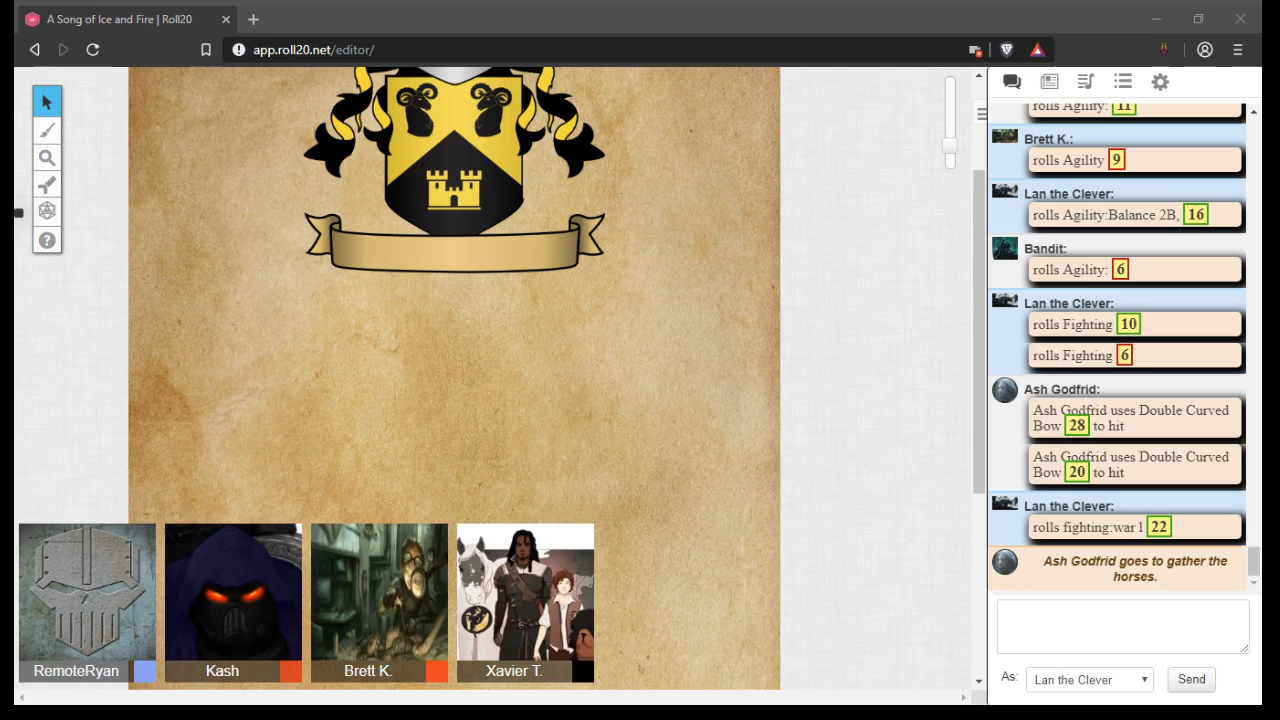 A Song of Ice and Fire | Roll20
app.roll20.net/editor/
rolls Agility: 11
Brett K.:
rolls Agility 9
Lan the Clever:
rolls Agility:Balance 2B, 16
Bandit:
rolls Agility: 6
Lan the Clever:
rolls Fighting 10
rolls Fighting 6
Ash Godfrid:
Ash Godfrid uses Double Curved
Bow 28 to hit
Ash Godfrid uses Double Curved
Bow 20 to hit
Lan the Clever:
rolls fighting:war l 22
Ash Godfrid goes to gather the
horses.
As: Lan the Clever Send
RemoteRyan
Kash
Brett K.
Xavier T.